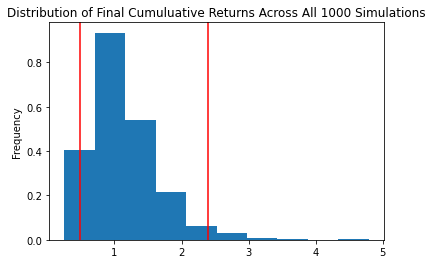 Distribution of Final Cumuluative Returns Across All 1000 Simulations
Frequency
0.8
0.6
0.4
0.2
0.0
1 2 3 4 5